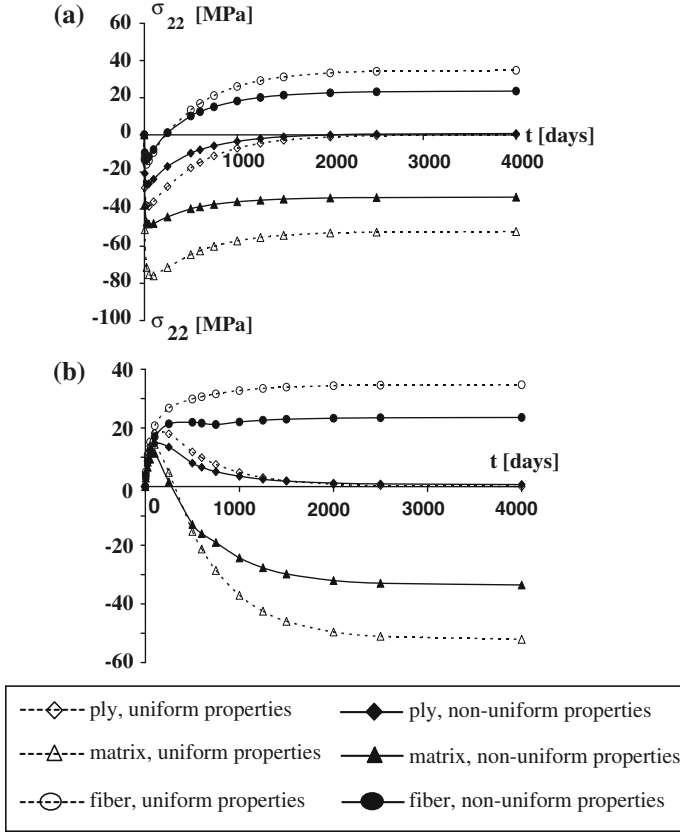 (a)
σ22 [MPa]
60
40
20
0
-20
-40
-60
-80
-100
1000
2000
3000
4000
t [days]
σ22 [MPa]
(b)
40
20
0
-20
-40
-60
0
1000
2000
3000
4000
t [days]
ply, uniform properties
ply, non-uniform properties
matrix, uniform properties
matrix, non-uniform properties
fiber, uniform properties
fiber, non-uniform properties